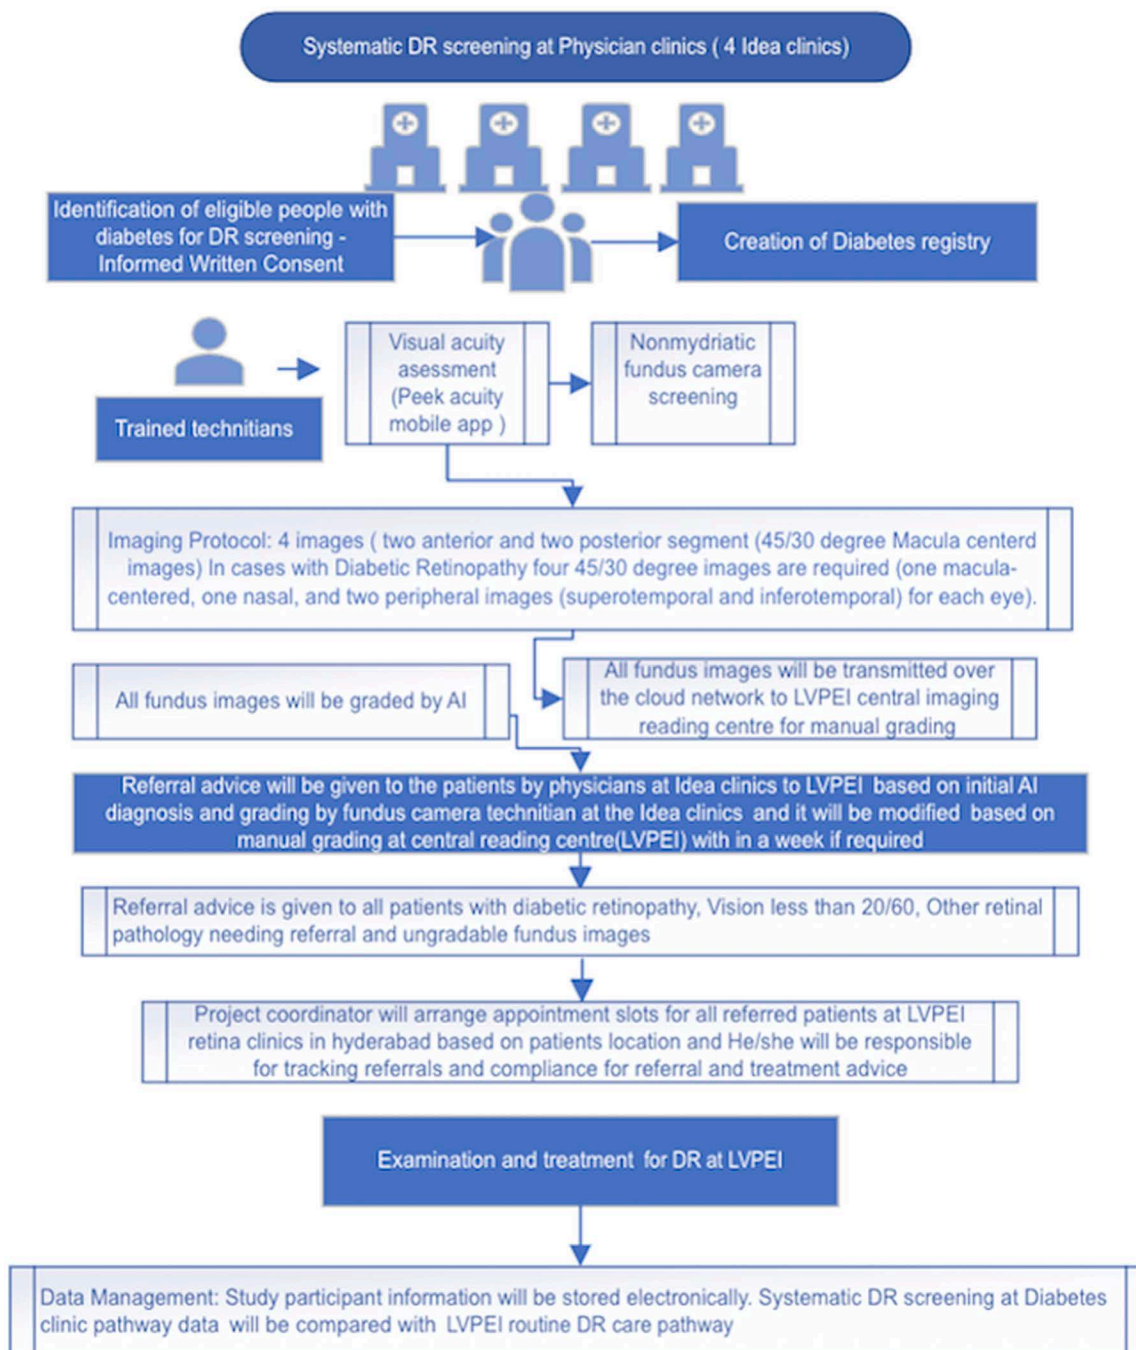 Systematic DR screening at Physician clinics ( 4 Idea clinics)
Identification of eligible people with
diabetes for DR screening -
Informed Written Consent
Creation of Diabetes registry
Trained technitians
Visual acuity
asessment
(Peek acuity
mobile app )
Nonmydriatic
fundus camera
screening
Imaging Protocol: 4 images ( two anterior and two posterior segment (45/30 degree Macula centerd
images) In cases with Diabetic Retinopathy four 45/30 degree images are required (one macula-
centered, one nasal, and two peripheral images (superotemporal and inferotemporal) for each eye).
All fundus images will be graded by AI
All fundus images will be transmitted over
the cloud network to LVPEI central imaging
reading centre for manual grading
Referral advice will be given to the patients by physicians at Idea clinics to LVPEI based on initial AI
diagnosis and grading by fundus camera technitian at the Idea clinics and it will be modified based on
manual grading at central reading centre(LVPEI) with in a week if required
Referral advice is given to all patients with diabetic retinopathy, Vision less than 20/60, Other retinal
pathology needing referral and ungradable fundus images
Project coordinator will arrange appointment slots for all referred patients at LVPEI
retina clinics in hyderabad based on patients location and He/she will be responsible
for tracking referrals and compliance for referral and treatment advice
Examination and treatment for DR at LVPEI
Data Management: Study participant information will be stored electronically. Systematic DR screening at Diabetes
clinic pathway data will be compared with LVPEI routine DR care pathway